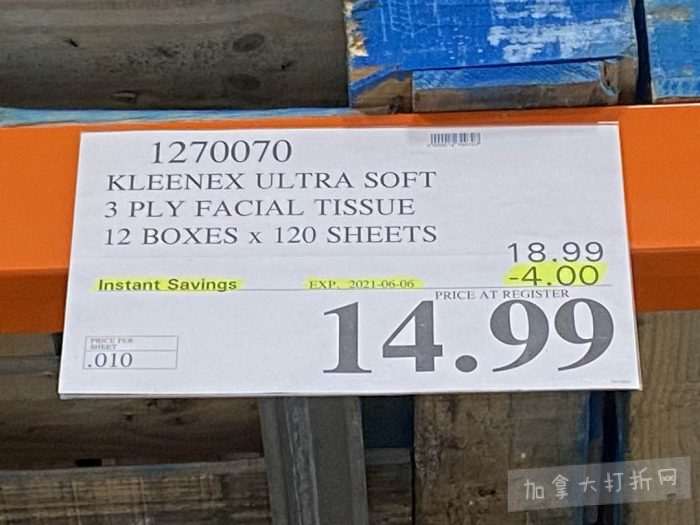 1270070
KLEENEX ULTRA SOFT
3 PLY FACIAL TISSUE
12 BOXES x 120 SHEETS
18.99
Instant Savings EXP. 2021-06-06 -4.00
PRICE AT REGISTER
14.99
PRICE PER
SHEET
.010
加拿大打折网